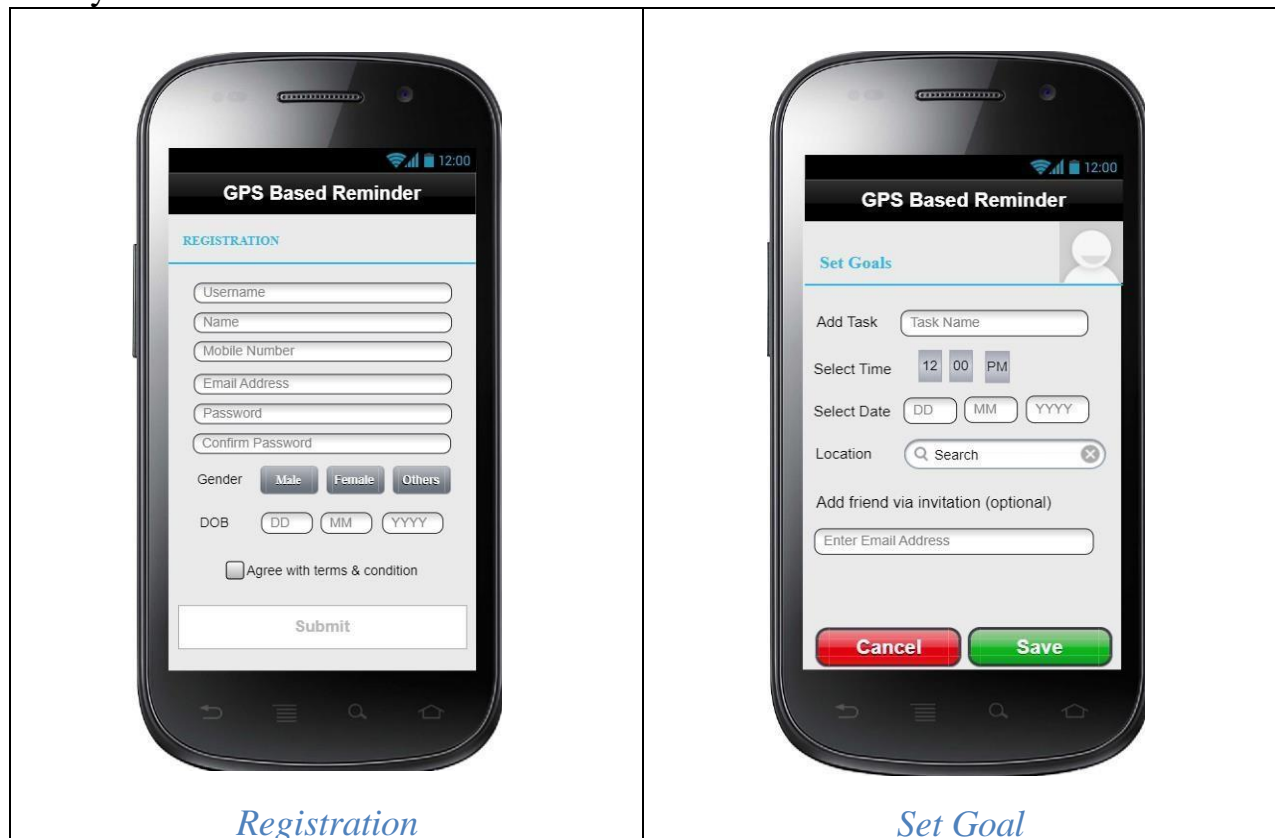 12:00
GPS Based Reminder
REGISTRATION
Username
Name
Mobile Number
Email Address
Password
Confirm Password
Gender Male Female Others
DOB DD MM YYYY
Agree with terms & condition
Submit
Registration
12:00
GPS Based Reminder
Set Goals
Add Task Task Name
Select Time 12 00 PM
Select Date DD MM YYYY
Location Search
Add friend via invitation (optional)
Enter Email Address
Cancel Save
Set Goal